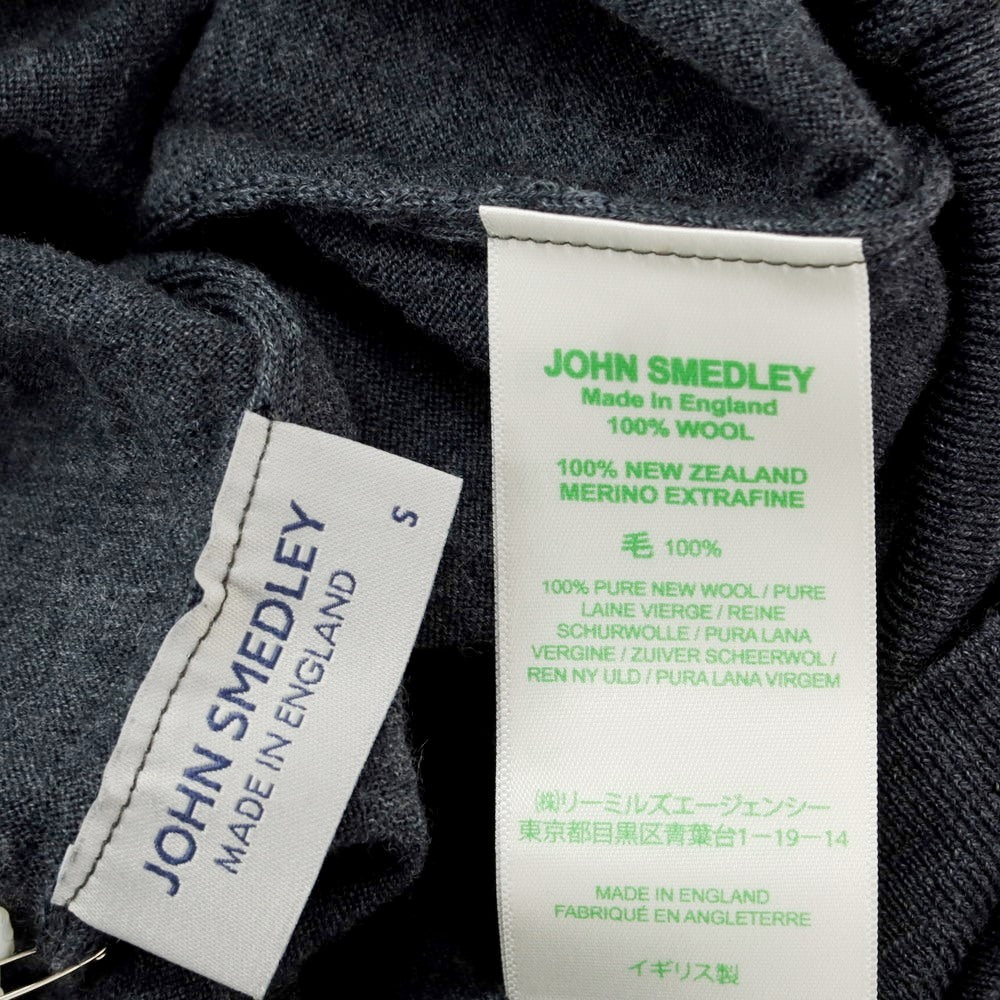 JOHN SMEDLEY
MADE IN ENGLAND
S
JOHN SMEDLEY
Made in England
100% WOOL
100% NEW ZEALAND
MERINO EXTRAFINE
毛 100%
100% PURE NEW WOOL / PURE
LAINE VIERGE / REINE
SCHURWOLLE / PURA LANA
VERGINE / ZUIVER SCHEERWOL /
REN NY ULD / PURA LANA VIRGEM
㈱リーミルズエージェンシー
東京都目黒区青葉台1−19−14
MADE IN ENGLAND
FABRIQUÉ EN ANGLETERRE
イギリス製